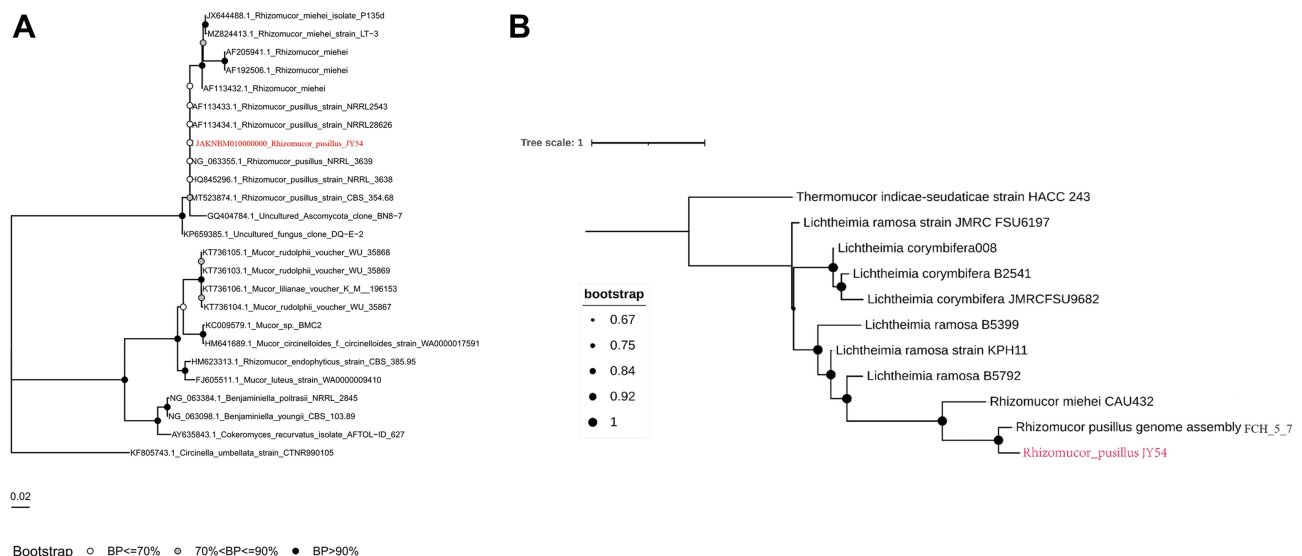 A
JX644488.1_Rhizomucor_miehei_isolate_P135d
MZ824413.1_Rhizomucor_miehei_strain_LT−3
AF205941.1_Rhizomucor_miehei
AF192506.1_Rhizomucor_miehei
AF113432.1_Rhizomucor_miehei
AF113433.1_Rhizomucor_pusillus_strain_NRRL2543
AF113434.1_Rhizomucor_pusillus_strain_NRRL28626
JAKNBM010000000_Rhizomucor_pusillus_JY54
NG_063355.1_Rhizomucor_pusillus_NRRL_3639
HQ845296.1_Rhizomucor_pusillus_strain_NRRL_3638
MT523874.1_Rhizomucor_pusillus_strain_CBS_354.68
GQ404784.1_Uncultured_Ascomycota_clone_BN8−7
KP659385.1_Uncultured_fungus_clone_DQ−E−2
KT736105.1_Mucor_rudolphii_voucher_WU_35868
KT736103.1_Mucor_rudolphii_voucher_WU_35869
KT736106.1_Mucor_lilianae_voucher_K_M__196153
KT736104.1_Mucor_rudolphii_voucher_WU_35867
KC009579.1_Mucor_sp._BMC2
HM641689.1_Mucor_circinelloides_f._circinelloides_strain_WA0000017591
HM623313.1_Rhizomucor_endophyticus_strain_CBS_385.95
FJ605511.1_Mucor_luteus_strain_WA0000009410
NG_063384.1_Benjaminiella_poitrasii_NRRL_2845
NG_063098.1_Benjaminiella_youngii_CBS_103.89
AY635843.1_Cokeromyces_recurvatus_isolate_AFTOL−ID_627
KF805743.1_Circinella_umbellata_strain_CTNR990105
0.02
Bootstrap BP<=70% 70%<BP<=90% BP>90%
B
Tree scale: 1
Thermomucor indicae-seudaticae strain HACC 243
Lichtheimia ramosa strain JMRC FSU6197
Lichtheimia corymbifera008
Lichtheimia corymbifera B2541
Lichtheimia corymbifera JMRCFSU9682
Lichtheimia ramosa B5399
Lichtheimia ramosa strain KPH11
Lichtheimia ramosa B5792
Rhizomucor miehei CAU432
Rhizomucor pusillus genome assembly FCH_5_7
Rhizomucor_pusillus JY54
bootstrap
0.67
0.75
0.84
0.92
1